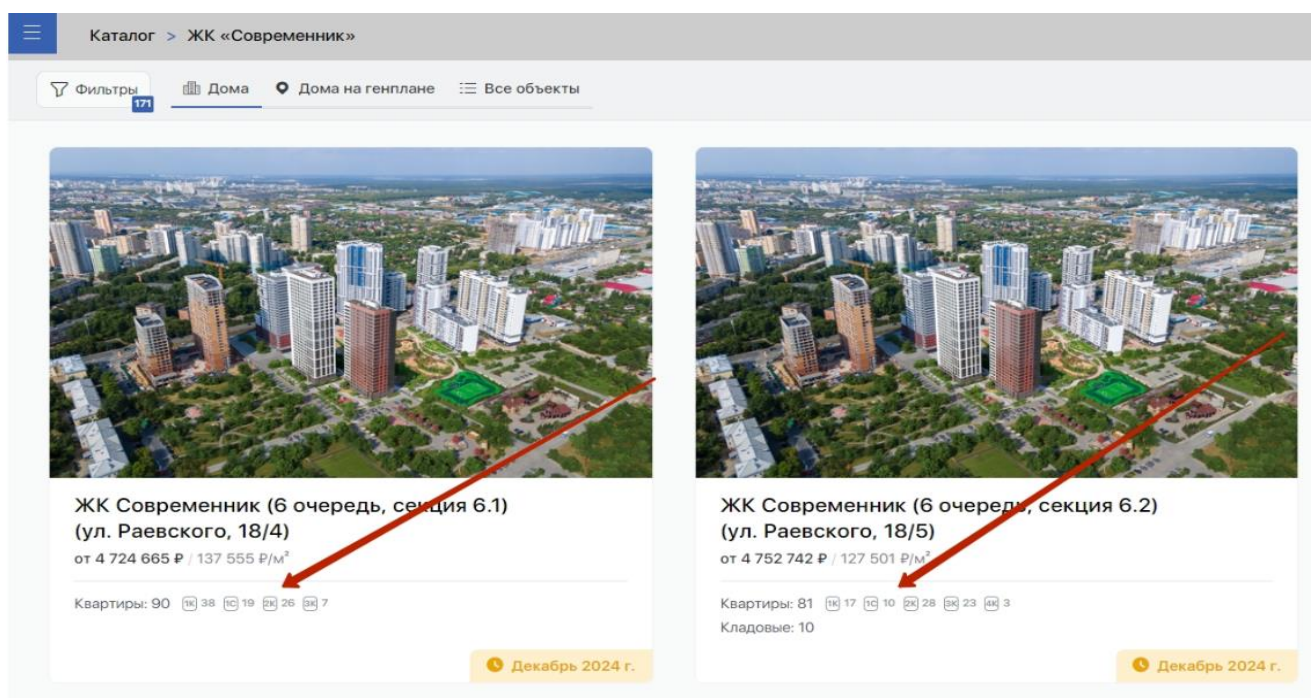 Каталог > ЖК «Современник»
Фильтры 171 Дома Дома на генплане Все объекты
ЖК Современник (6 очередь, секция 6.1)
(ул. Раевского, 18/4)
от 4 724 665 ₽ / 137 555 ₽/м²
Квартиры: 90 1К 38 1С 19 2К 26 3К 7
Декабрь 2024 г.
ЖК Современник (6 очередь, секция 6.2)
(ул. Раевского, 18/5)
от 4 752 742 ₽ / 127 501 ₽/м²
Квартиры: 81 1К 17 1С 10 2К 28 3К 23 4К 3
Кладовые: 10
Декабрь 2024 г.